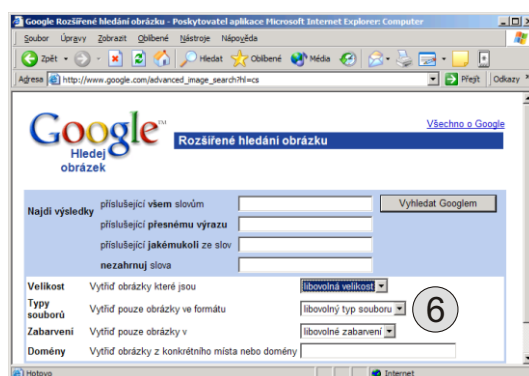 Google Rozšířené hledání obrázku - Poskytovatel aplikace Microsoft Internet Explorer: Computer
Soubor Úpravy Zobrazit Oblíbené Nástroje Nápověda
Zpět Hledat Oblíbené Média
Adresa http://www.google.com/advanced_image_search?hl=cs Přejít Odkazy »
Google™
Hledej
obrázek
Všechno o Google
Rozšířené hledání obrázku
Najdi výsledky
příslušející všem slovům
Vyhledat Googlem
příslušející přesnému výrazu
příslušející jakémukoli ze slov
nezahrnuj slova
Velikost Vytřiď obrázky které jsou libovolná velikost
Typy souborů Vytřiď pouze obrázky ve formátu libovolný typ souboru
6
Zabarvení Vytřiď pouze obrázky v libovolné zabarvení
Domény Vytřiď obrázky z konkrétního místa nebo domény
Hotovo Internet